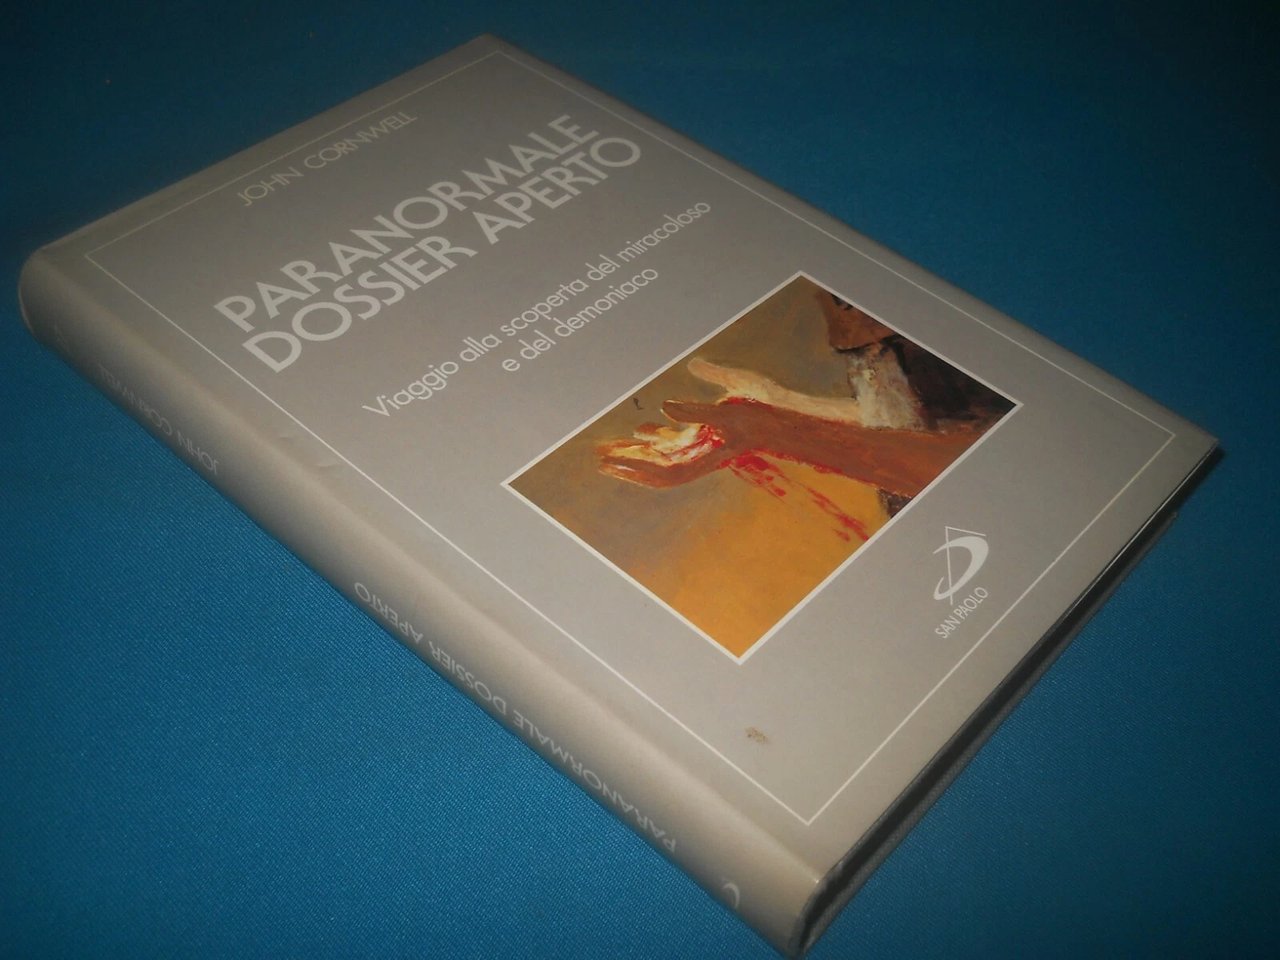 JOHN CORNWELL
PARANORMALE
DOSSIER APERTO
Viaggio alla scoperta del miracoloso
e del demoniaco
SAN PAOLO
JOHN CORNWELL
PARANORMALE DOSSIER APERTO